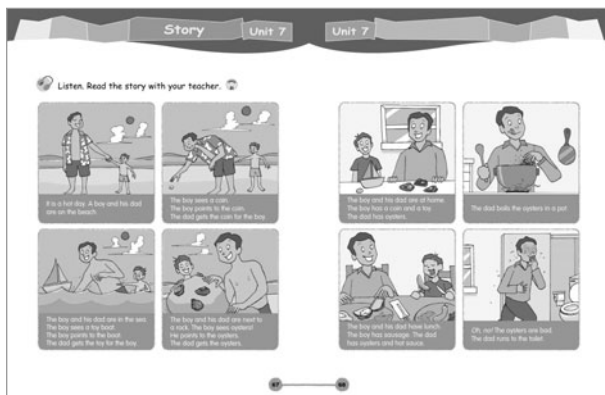 Story
Unit 7
Unit 7
Listen. Read the story with your teacher.
It is a hot day. A boy and his dad
are on the beach.
The boy sees a coin.
The boy points to the coin.
The dad gets the coin for the boy.
The boy and his dad are in the sea.
The boy sees a toy boat.
The boy points to the boat.
The dad gets the toy for the boy.
The boy and his dad are next to
a rock. The boy sees oysters!
He points to the oysters.
The dad gets the oysters.
The boy and his dad are at home.
The boy has a coin and a toy.
The dad has oysters.
The dad boils the oysters in a pot.
The boy and his dad have lunch.
The boy has sausage. The dad
has oysters and hot sauce.
Oh, no! The oysters are bad.
The dad runs to the toilet.
67
68